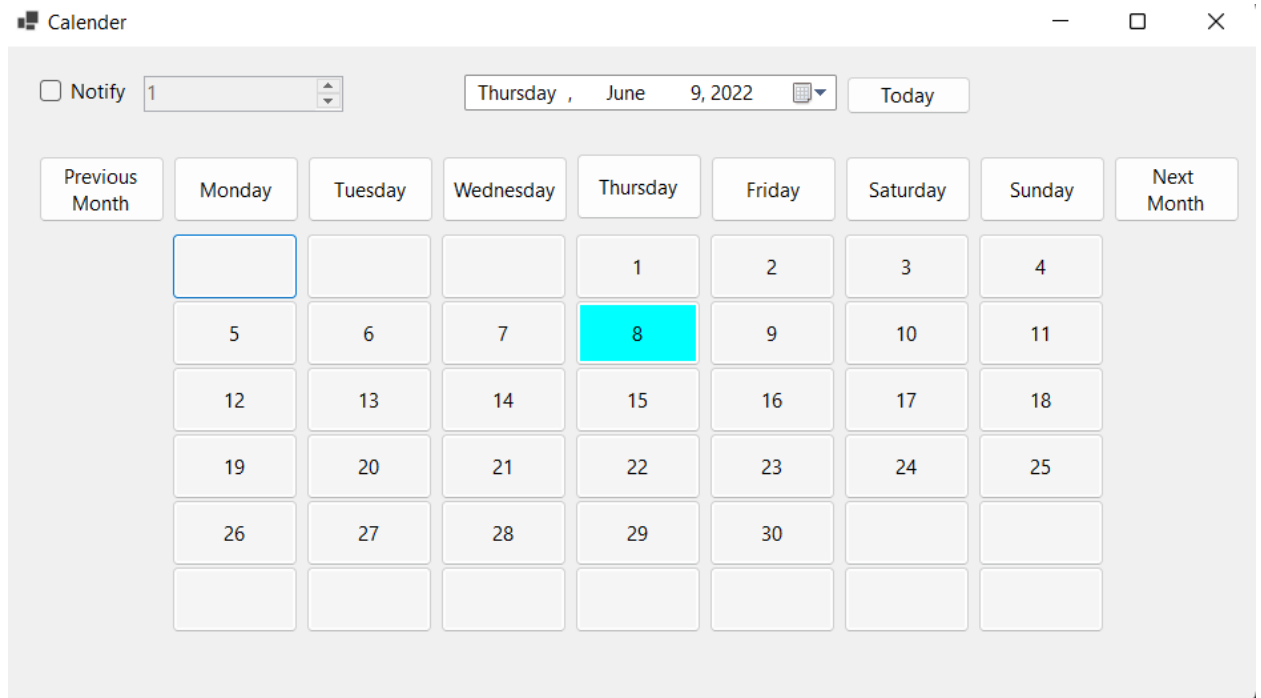 Calender
Notify 1 Thursday , June 9, 2022 Today
Previous Month Monday Tuesday Wednesday Thursday Friday Saturday Sunday Next Month
1 2 3 4
5 6 7 8 9 10 11
12 13 14 15 16 17 18
19 20 21 22 23 24 25
26 27 28 29 30